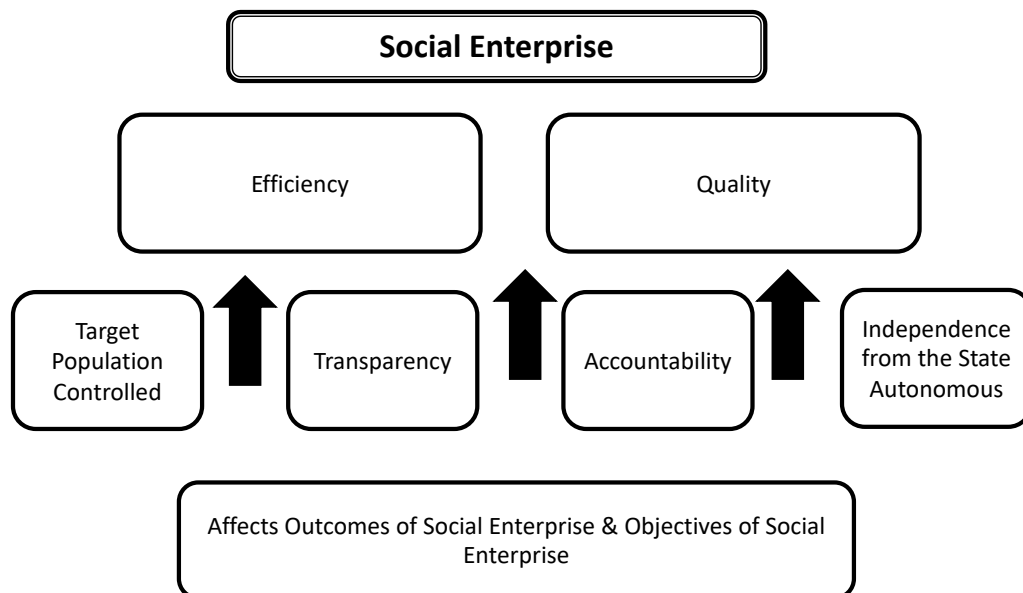 Social Enterprise
Efficiency
Quality
Target
Population
Controlled
Transparency
Accountability
Independence
from the State
Autonomous
Affects Outcomes of Social Enterprise & Objectives of Social
Enterprise